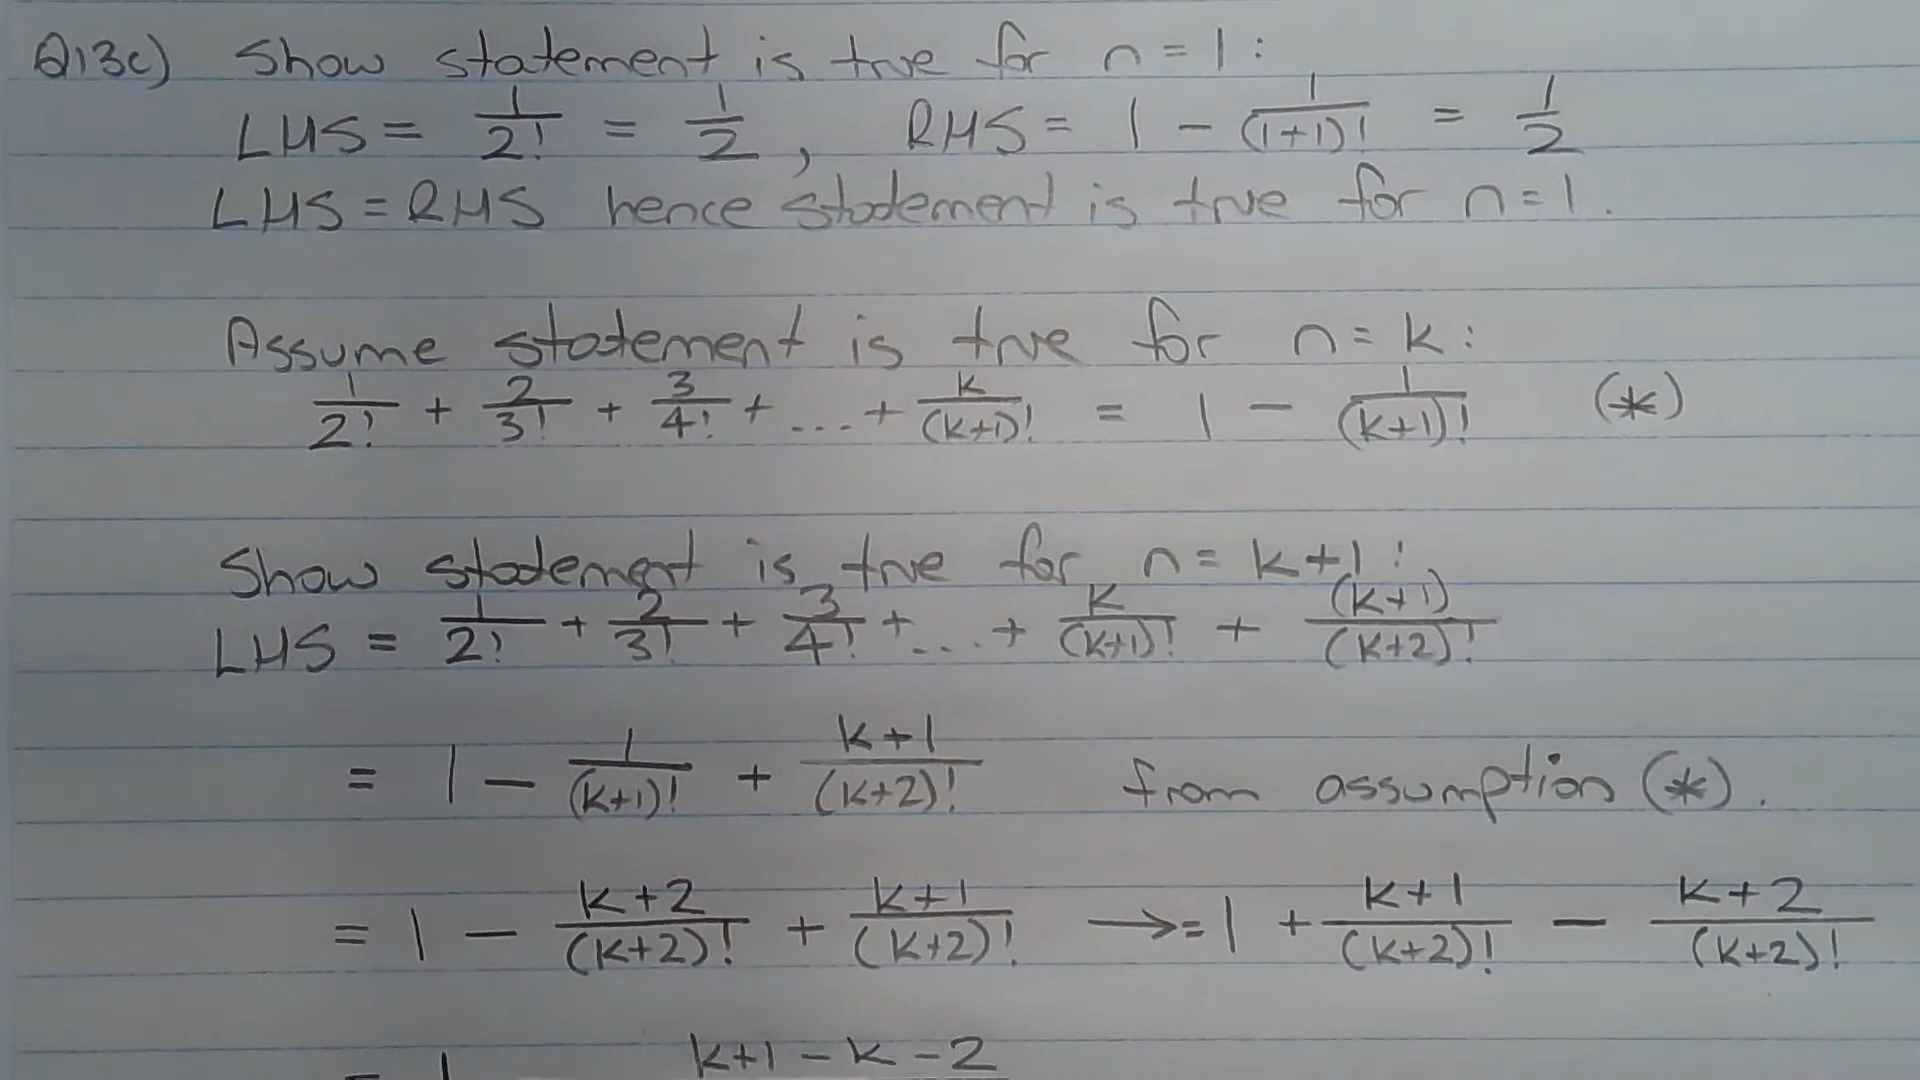 Q13c) Show statement is true for n = 1 :
LHS = 1/2! = 1/2 , RHS = 1 - 1/(1+1)! = 1/2
LHS = RHS hence statement is true for n = 1 .
Assume statement is true for n = k :
1/2! + 2/3! + 3/4! + ... + k/(k+1)! = 1 - 1/(k+1)! (*)
Show statement is true for n = k + 1 :
LHS = 1/2! + 2/3! + 3/4! + ... + k/(k+1)! + (k+1)/(k+2)!
= 1 - 1/(k+1)! + k+1/(k+2)! from assumption (*) .
= 1 - k+2/(k+2)! + k+1/(k+2)! → = 1 + k+1/(k+2)! - k+2/(k+2)!
k+1 - k - 2